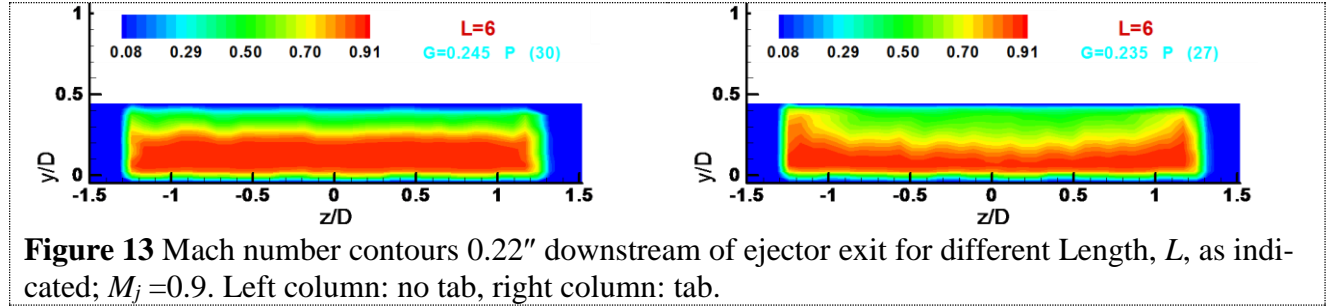 1
L=6
0.08 0.29 0.50 0.70 0.91
G=0.245 P (30)
0.5
y/D
0
-1.5 -1 -0.5 0 0.5 1 1.5
z/D
1
L=6
0.08 0.29 0.50 0.70 0.91
G=0.235 P (27)
0.5
y/D
0
-1.5 -1 -0.5 0 0.5 1 1.5
z/D
Figure 13 Mach number contours 0.22″ downstream of ejector exit for different Length, L, as indi-
cated; Mj =0.9. Left column: no tab, right column: tab.